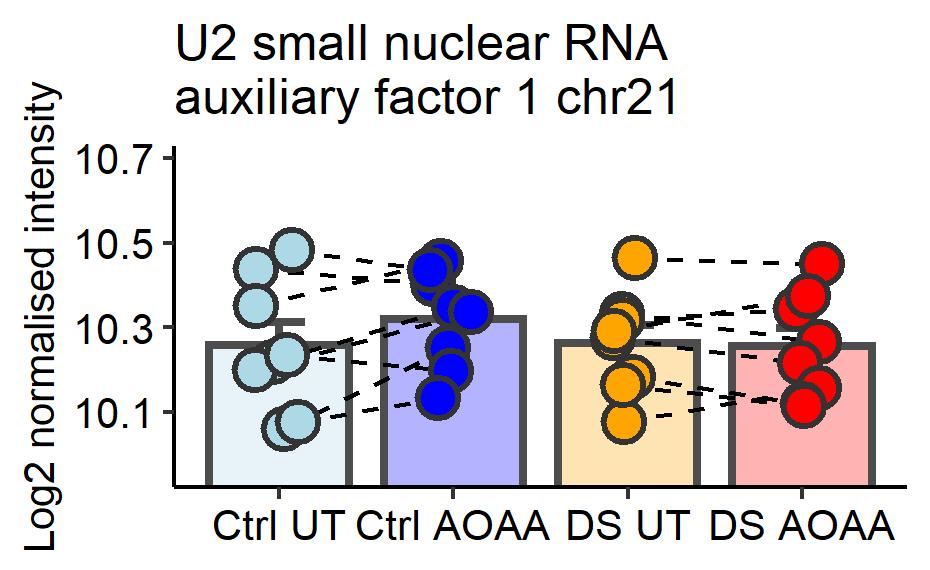 U2 small nuclear RNA
auxiliary factor 1 chr21
Log2 normalised intensity
10.7
10.5
10.3
10.1
Ctrl UT Ctrl AOAA DS UT DS AOAA